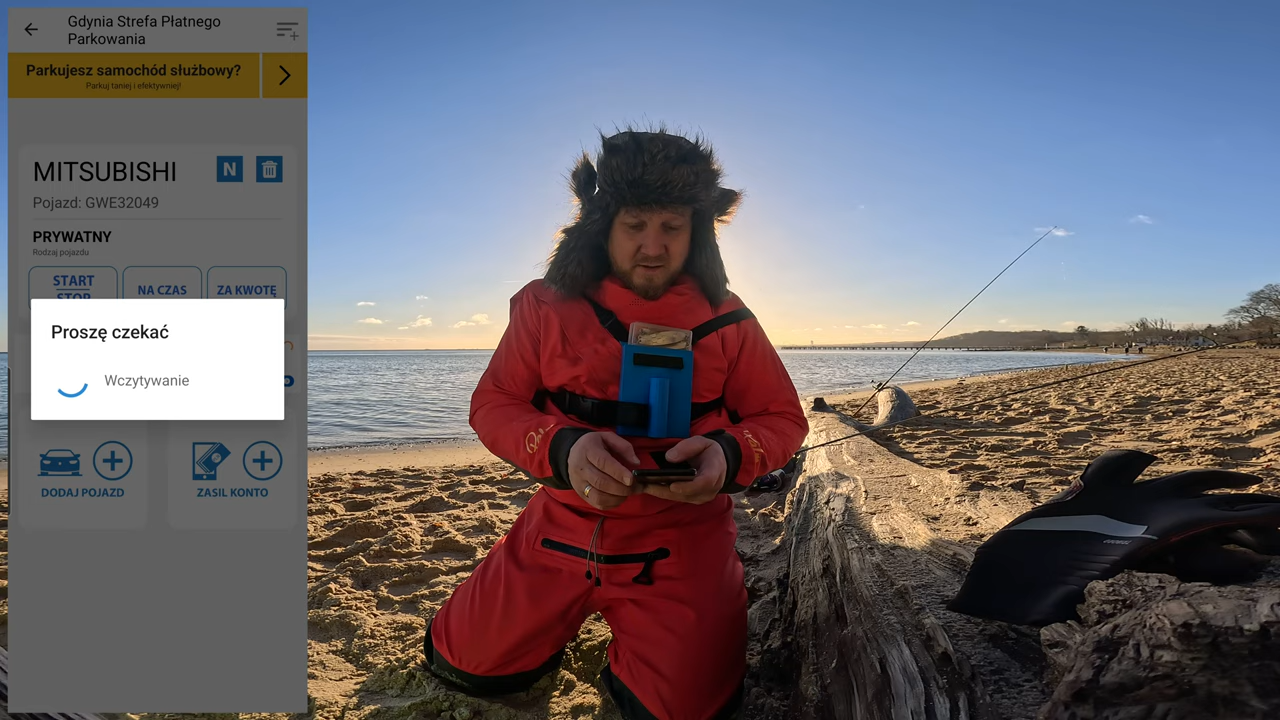 Gdynia Strefa Płatnego
Parkowania
Parkujesz samochód służbowy?
Parkuj taniej i efektywniej!
MITSUBISHI
N
Pojazd: GWE32049
PRYWATNY
Rodzaj pojazdu
START
STOP
NA CZAS
ZA KWOTĘ
Proszę czekać
Wczytywanie
DODAJ POJAZD
ZASIL KONTO